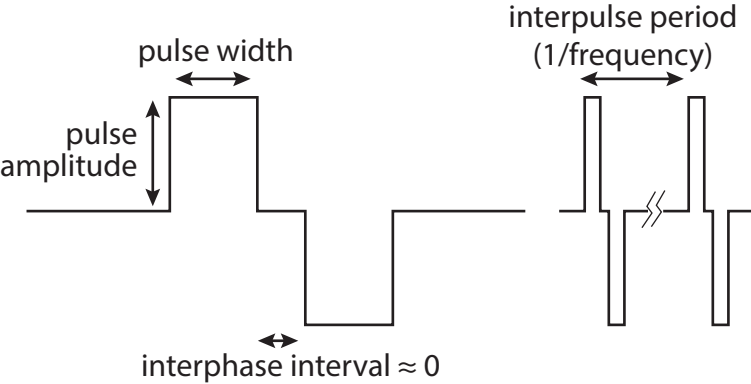 pulse width
pulse
amplitude
interphase interval ≈ 0
interpulse period
(1/frequency)